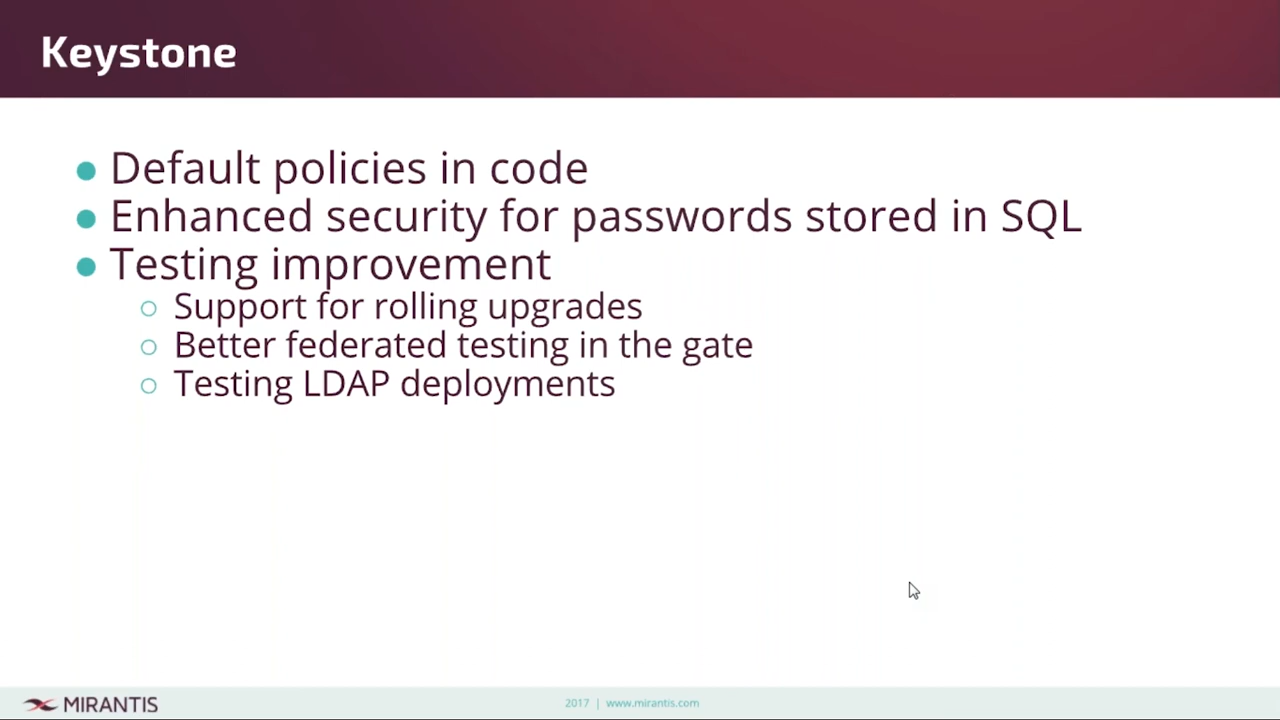 Keystone
● Default policies in code
● Enhanced security for passwords stored in SQL
● Testing improvement
○ Support for rolling upgrades
○ Better federated testing in the gate
○ Testing LDAP deployments
MIRANTIS
2017 | www.mirantis.com